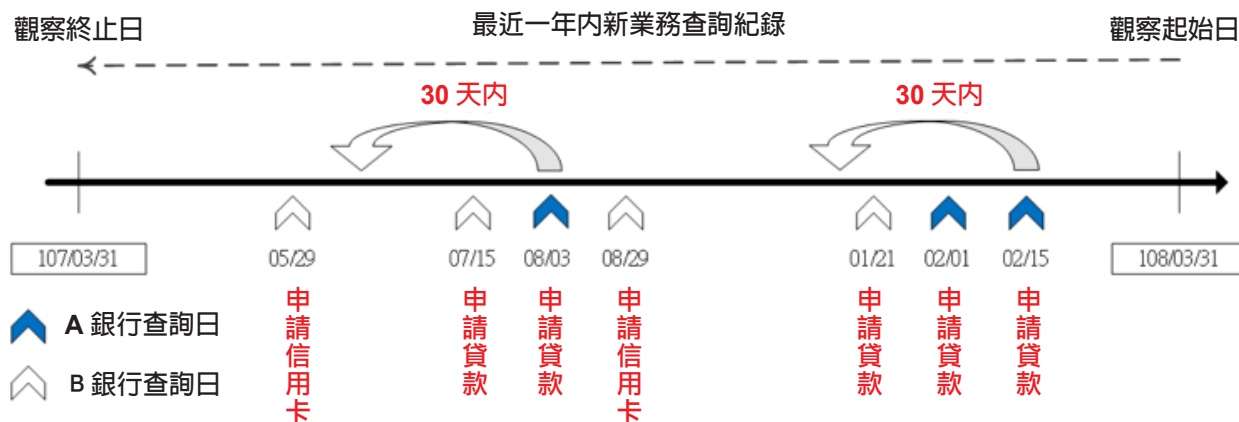 觀察終止日
最近一年内新業務查詢紀錄
觀察起始日
30 天内
30 天内
107/03/31
05/29
07/15
08/03
08/29
01/21
02/01
02/15
108/03/31
申請信用卡
申請貸款
申請貸款
申請信用卡
申請貸款
申請貸款
申請貸款
A 銀行查詢日
B 銀行查詢日